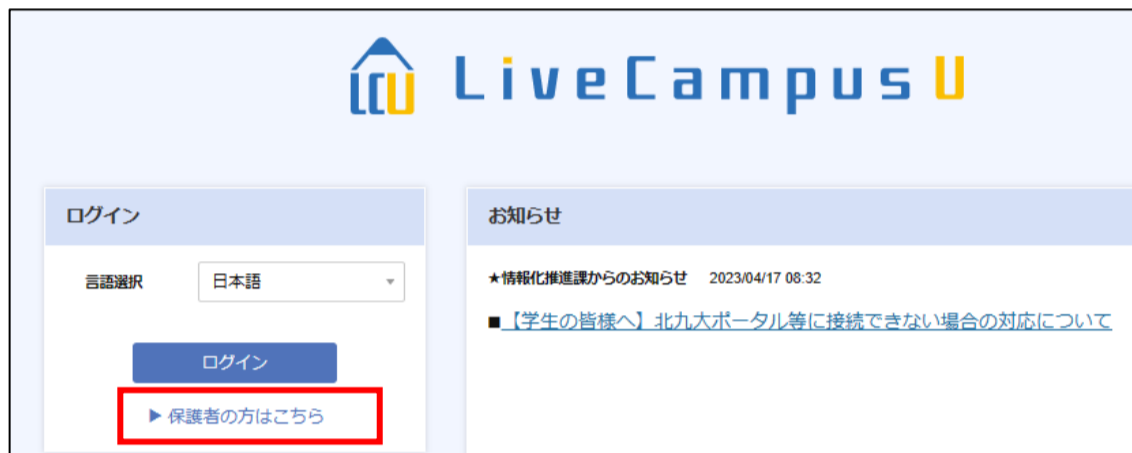 LCU LiveCampusU
ログイン
言語選択 日本語
ログイン
▶ 保護者の方はこちら
お知らせ
★情報化推進課からのお知らせ 2023/04/17 08:32
■【学生の皆様へ】北九大ポータル等に接続できない場合の対応について